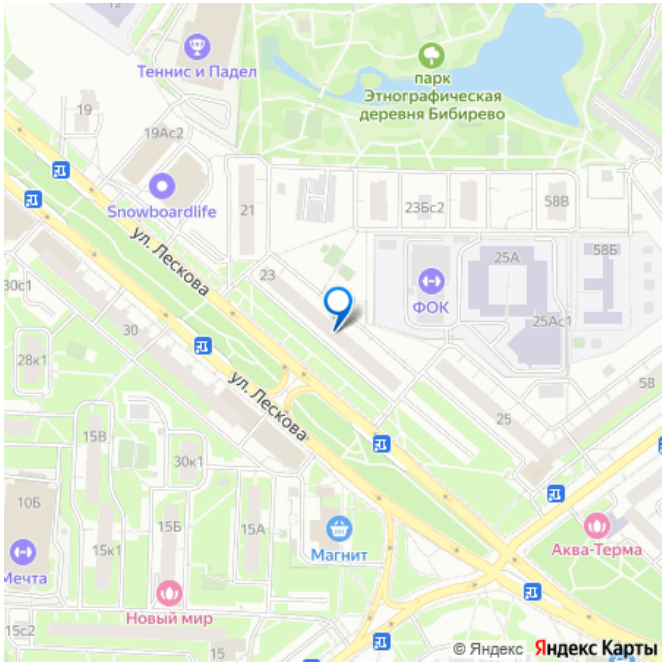 12
Теннис и Падел
парк
Этнографическая
деревня Бибирево
19
19Ас2
Snowboardlife
21
23Бс2
58В
ул. Лескова
23
25А
58Б
30с1
ФОК
25Ас1
30
28к1
ул. Лескова
58
25
15В
30к1
10Б
15Б
15А
Магнит
15к1
Аква-Терма
Мечта
Новый мир
15с2
15
© Яндекс Яндекс Карты